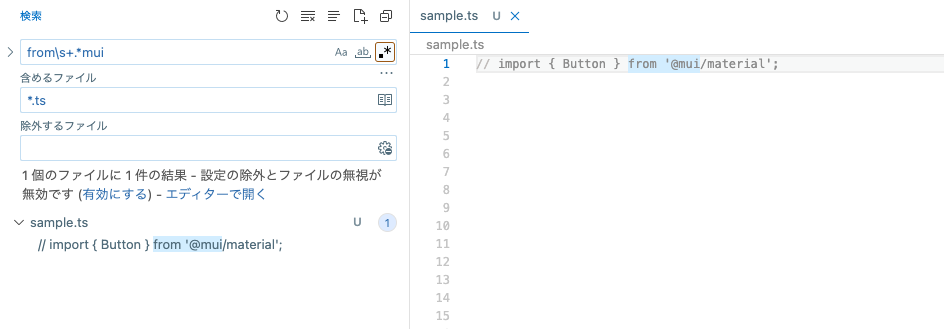 検索
from\s+.*mui
Aa
ab
.*
含めるファイル
...
*.ts
除外するファイル
1 個のファイルに 1 件の結果 - 設定の除外とファイルの無視が
無効です (有効にする) - エディターで開く
sample.ts U 1
// import { Button } from '@mui/material';
sample.ts U
sample.ts
1 // import { Button } from '@mui/material';
2
3
4
5
6
7
8
9
10
11
12
13
14
15